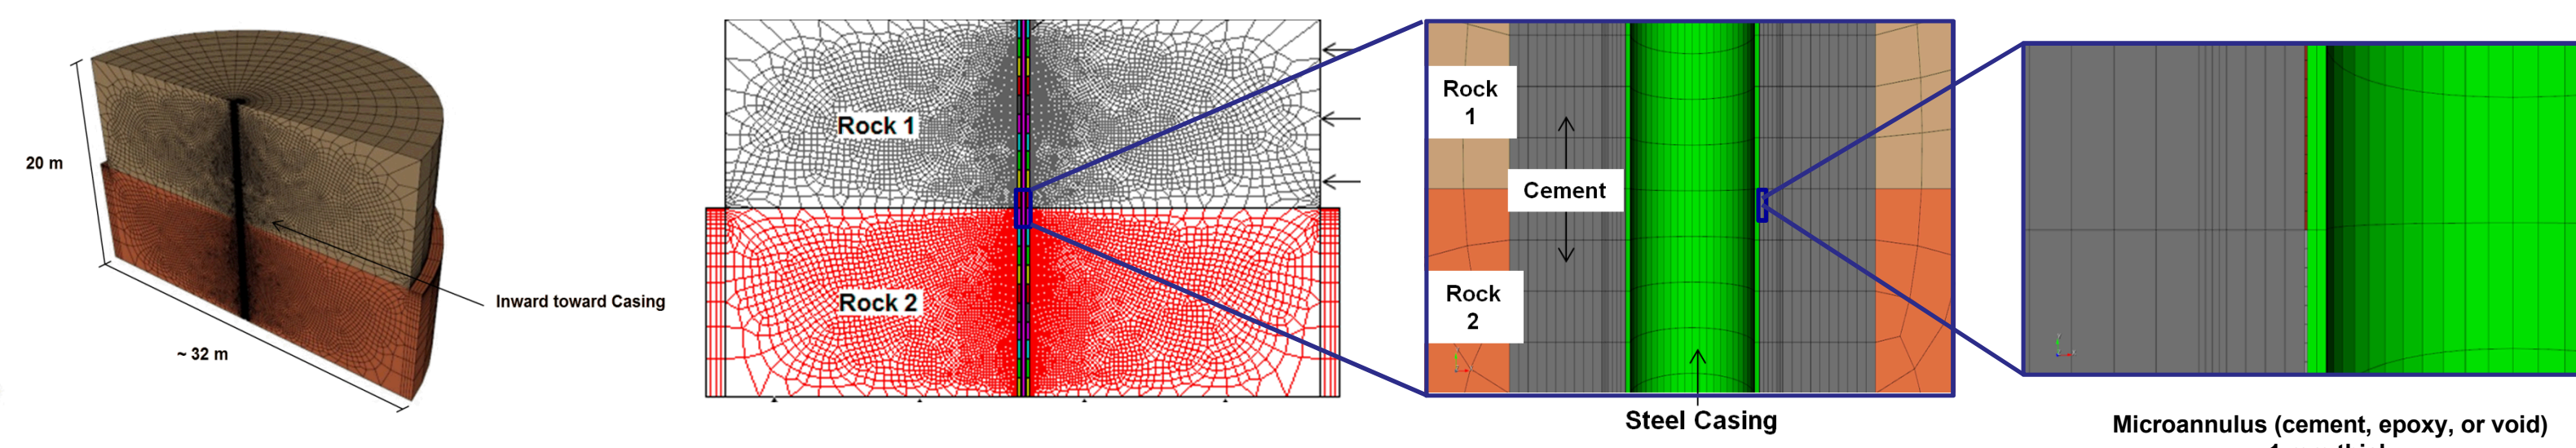 20 m
~ 32 m
Inward toward Casing
Rock 1
Rock 2
Rock
1
Cement
Rock
2
Steel Casing
Microannulus (cement, epoxy, or void)